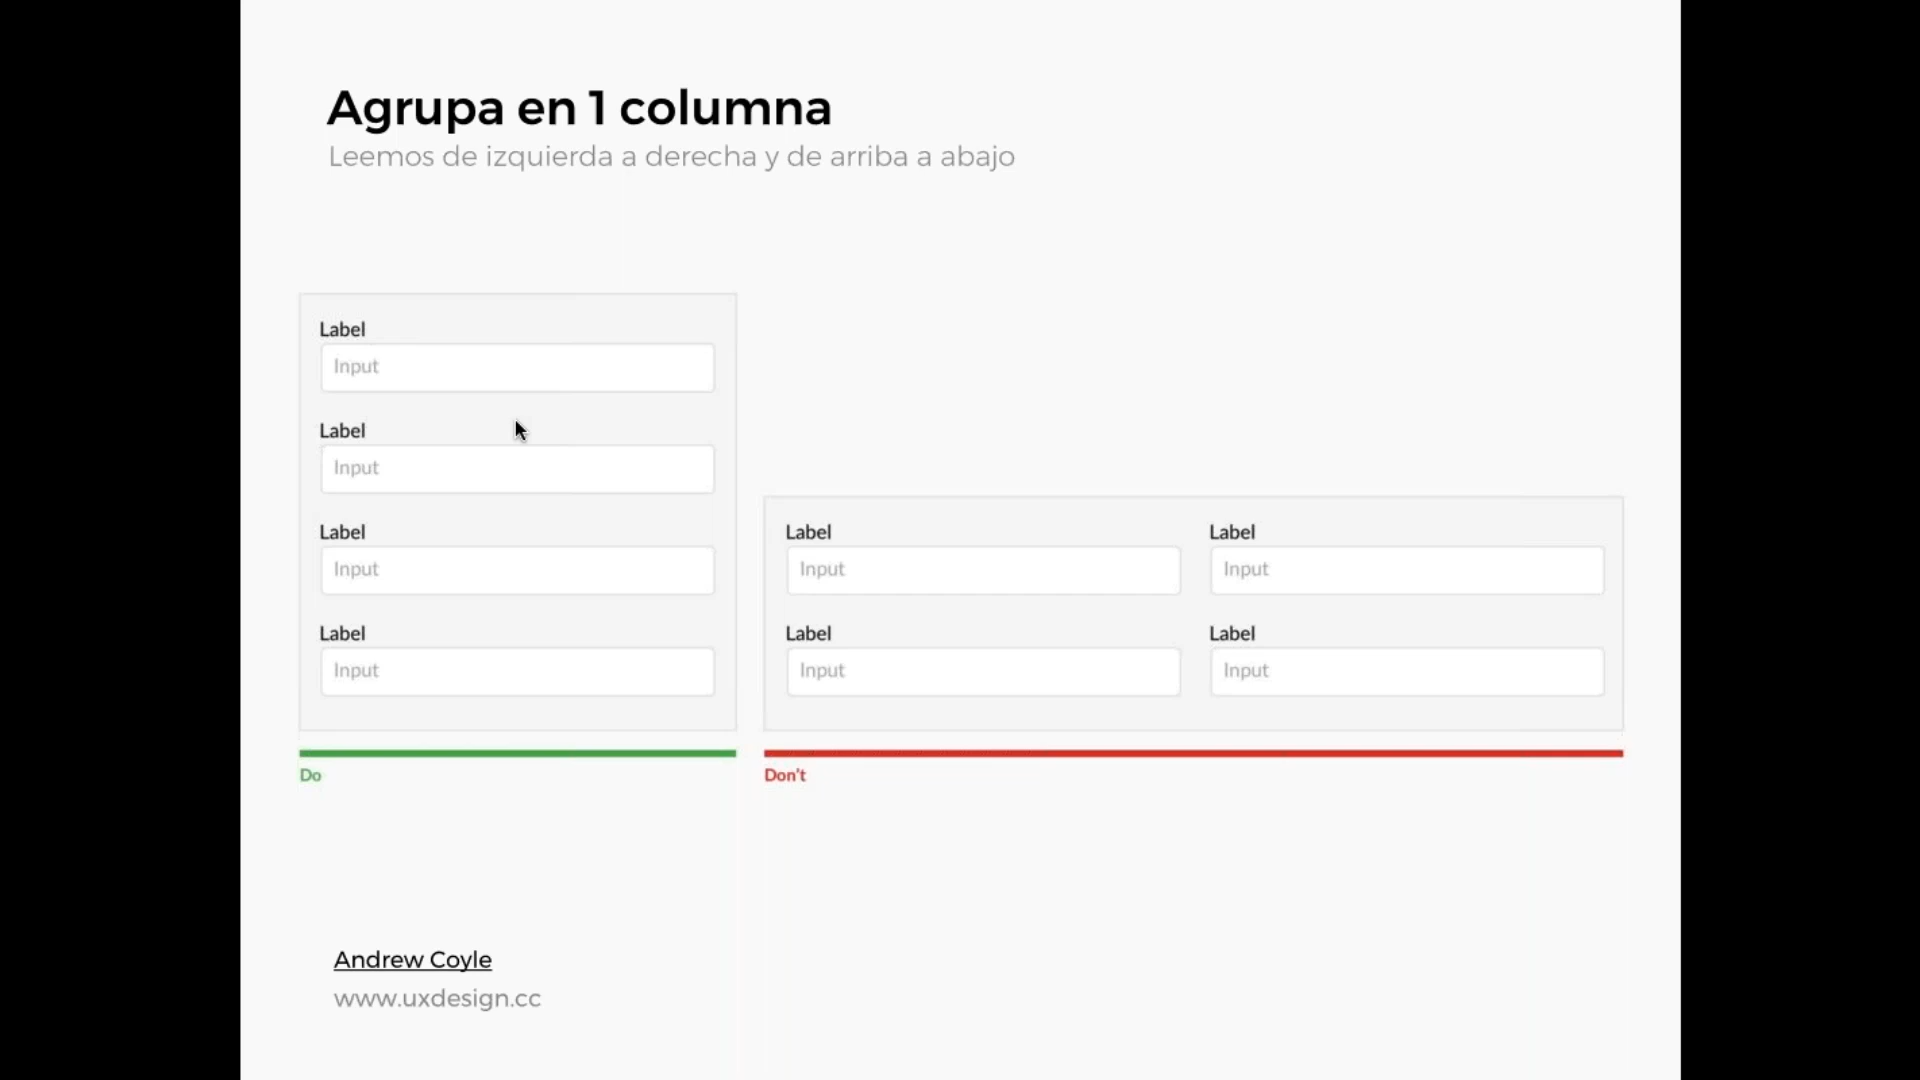 Agrupa en 1 columna
Leemos de izquierda a derecha y de arriba a abajo
Label
Input
Label
Input
Label
Input
Label
Input
Do
Label
Label
Input
Input
Label
Label
Input
Input
Don't
Andrew Coyle
www.uxdesign.cc